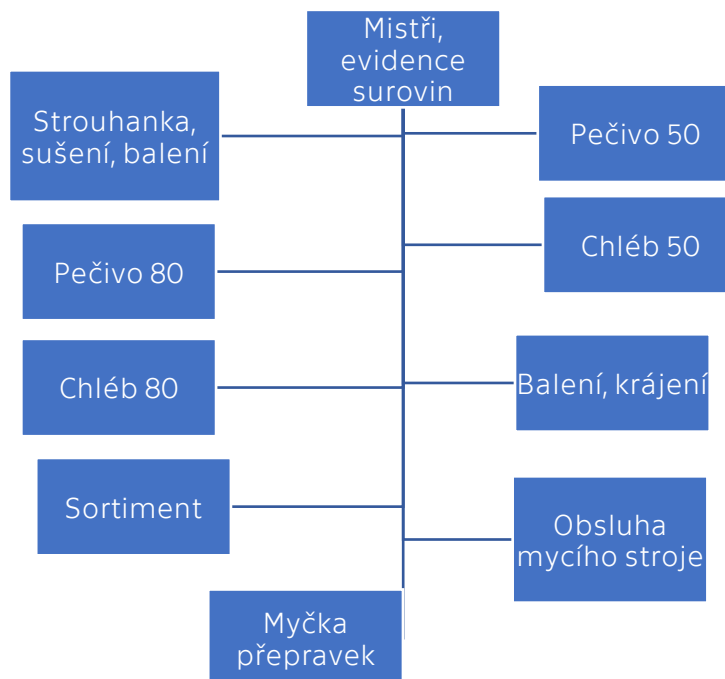 Mistři,
evidence
surovin
Strouhanka,
sušení, balení
Pečivo 50
Chléb 50
Pečivo 80
Chléb 80
Balení, krájení
Sortiment
Obsluha
mycího stroje
Myčka
přepravek